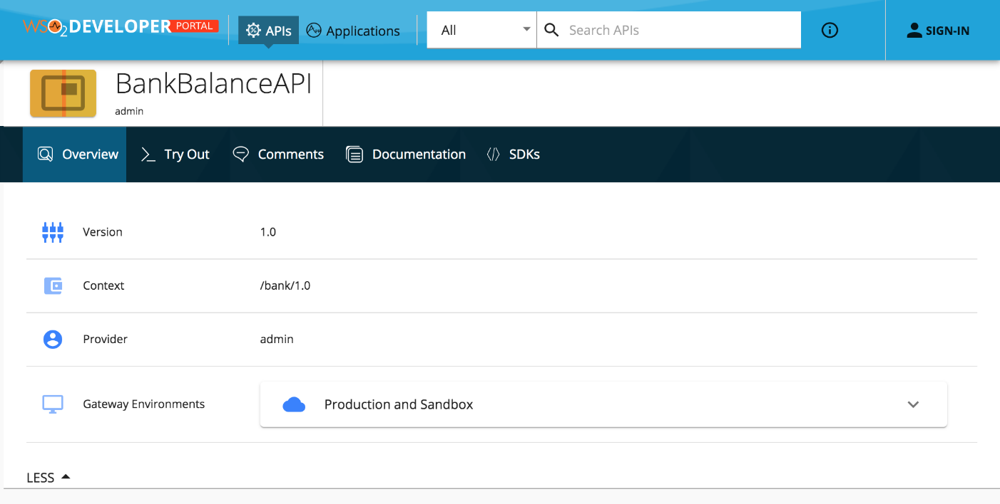 WSO2 DEVELOPER PORTAL APIs Applications All Search APIs SIGN-IN
BankBalanceAPI
admin
Overview Try Out Comments Documentation SDKs
Version 1.0
Context /bank/1.0
Provider admin
Gateway Environments Production and Sandbox
LESS